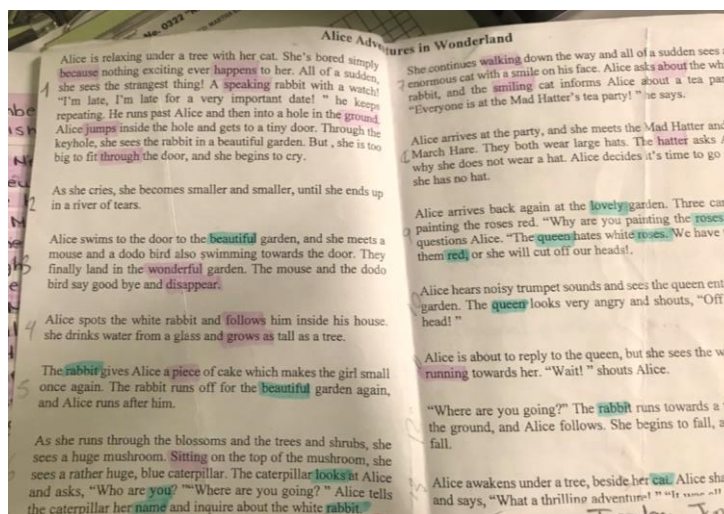 No. 0322
Alice Adventures in Wonderland
Alice is relaxing under a tree with her cat. She's bored simply
because nothing exciting ever happens to her. All of a sudden,
she sees the strangest thing! A speaking rabbit with a watch!
"I'm late, I'm late for a very important date! " he keeps
repeating. He runs past Alice and then into a hole in the ground,
Alice jumps inside the hole and gets to a tiny door. Through the
keyhole, she sees the rabbit in a beautiful garden. But , she is too
big to fit through the door, and she begins to cry.
As she cries, she becomes smaller and smaller, until she ends up
in a river of tears.
Alice swims to the door to the beautiful garden, and she meets a
mouse and a dodo bird also swimming towards the door. They
finally land in the wonderful garden. The mouse and the dodo
bird say good bye and disappear.
4 Alice spots the white rabbit and follows him inside his house.
she drinks water from a glass and grows as tall as a tree.
The rabbit gives Alice a piece of cake which makes the girl small
5 once again. The rabbit runs off for the beautiful garden again,
and Alice runs after him.
As she runs through the blossoms and the trees and shrubs, she
sees a huge mushroom. Sitting on the top of the mushroom, she
sees a rather huge, blue caterpillar. The caterpillar looks at Alice
and asks, "Who are you? ""Where are you going? " Alice tells
the caterpillar her name and inquire about the white rabbit.
She continues walking down the way and all of a sudden sees
7 enormous cat with a smile on his face. Alice asks about the wh
rabbit, and the smiling cat informs Alice about a tea par
"Everyone is at the Mad Hatter's tea party! " he says.
Alice arrives at the party, and she meets the Mad Hatter and
March Hare. They both wear large hats. The hatter asks A
why she does not wear a hat. Alice decides it's time to go
she has no hat.
Alice arrives back again at the lovely garden. Three car
9 painting the roses red. "Why are you painting the roses
questions Alice. "The queen hates white roses. We have
them red, or she will cut off our heads!.
Alice hears noisy trumpet sounds and sees the queen ent
garden. The queen looks very angry and shouts, "Off
head! "
Alice is about to reply to the queen, but she sees the w
running towards her. "Wait! " shouts Alice.
"Where are you going?" The rabbit runs towards a
the ground, and Alice follows. She begins to fall, a
fall.
Alice awakens under a tree, beside her cat. Alice sha
and says, "What a thrilling adventure! "